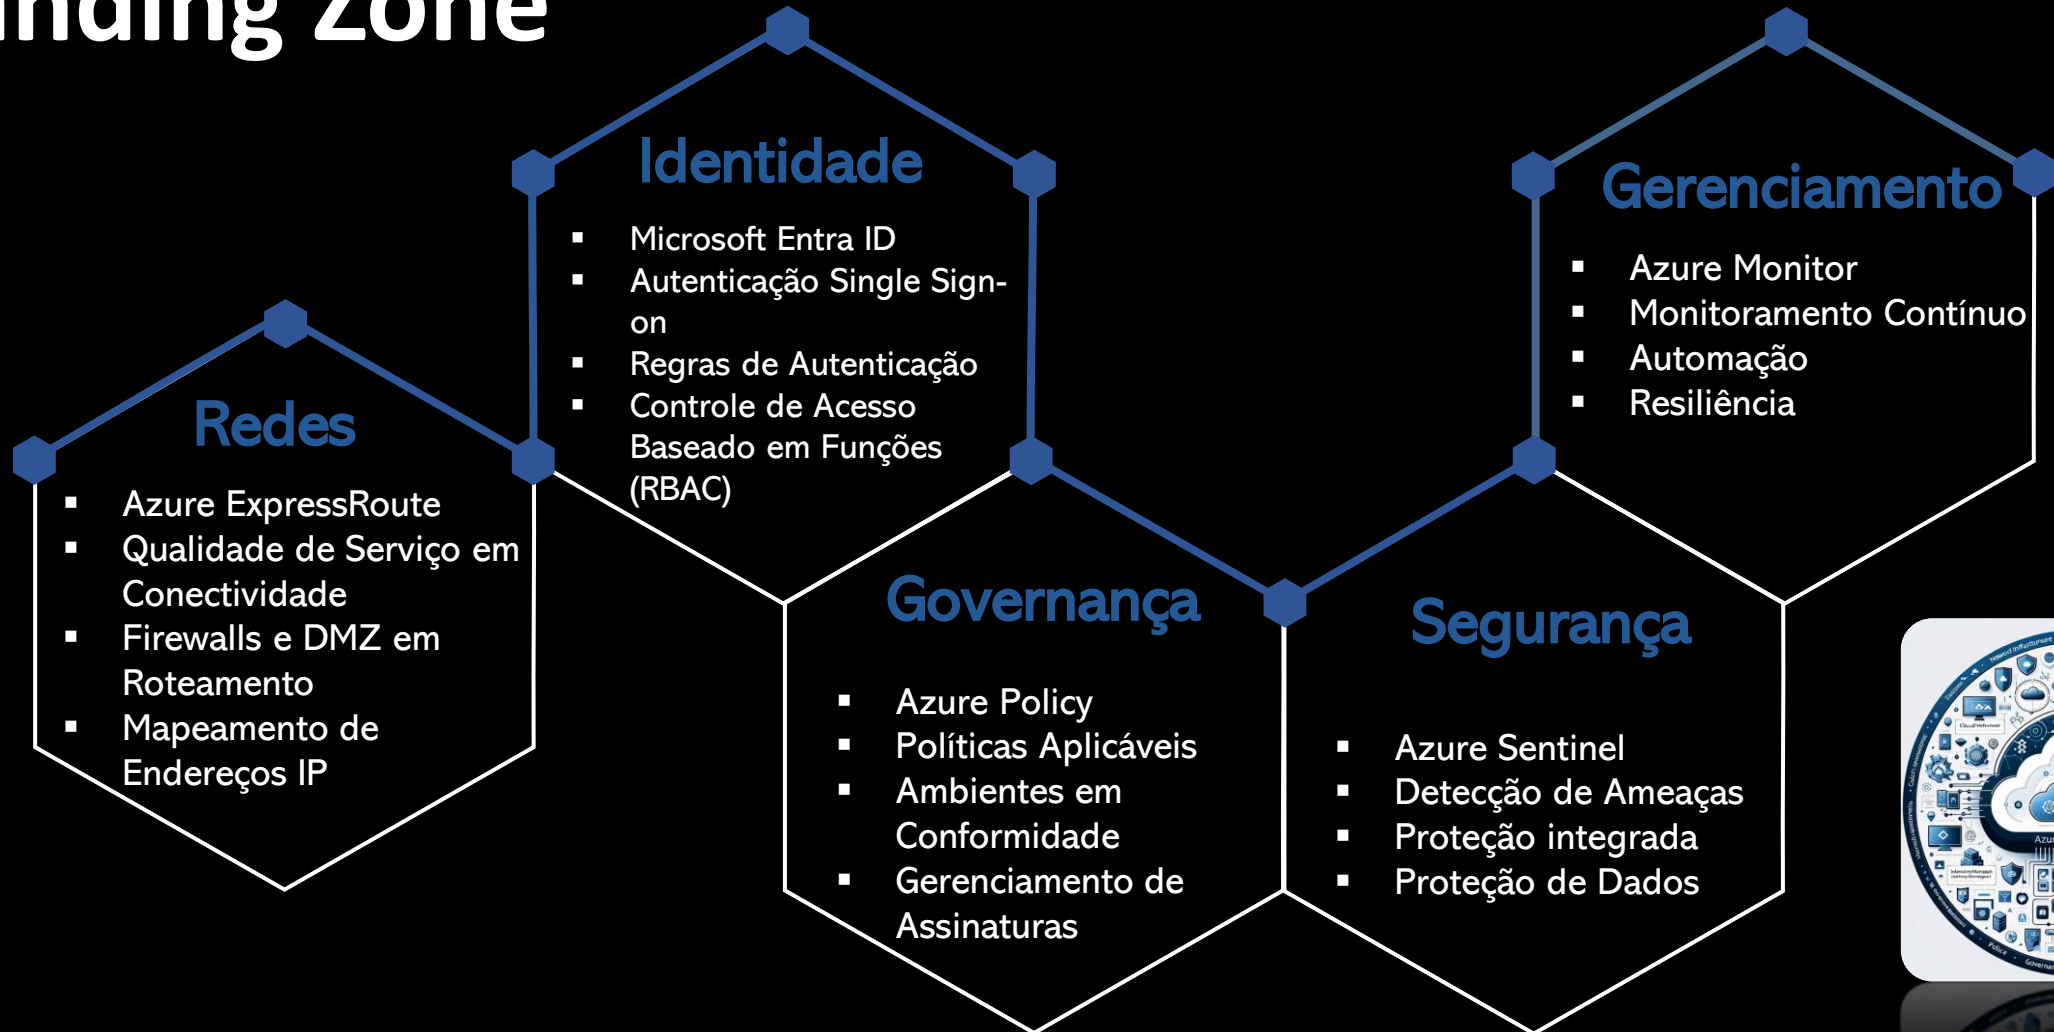 nding Zone
Identidade
▪ Microsoft Entra ID
▪ Autenticação Single Sign-
on
▪ Regras de Autenticação
▪ Controle de Acesso
Baseado em Funções
(RBAC)
Gerenciamento
▪ Azure Monitor
▪ Monitoramento Contínuo
▪ Automação
▪ Resiliência
Redes
▪ Azure ExpressRoute
▪ Qualidade de Serviço em
Conectividade
▪ Firewalls e DMZ em
Roteamento
▪ Mapeamento de
Endereços IP
Governança
▪ Azure Policy
▪ Políticas Aplicáveis
▪ Ambientes em
Conformidade
▪ Gerenciamento de
Assinaturas
Segurança
▪ Azure Sentinel
▪ Detecção de Ameaças
▪ Proteção integrada
▪ Proteção de Dados